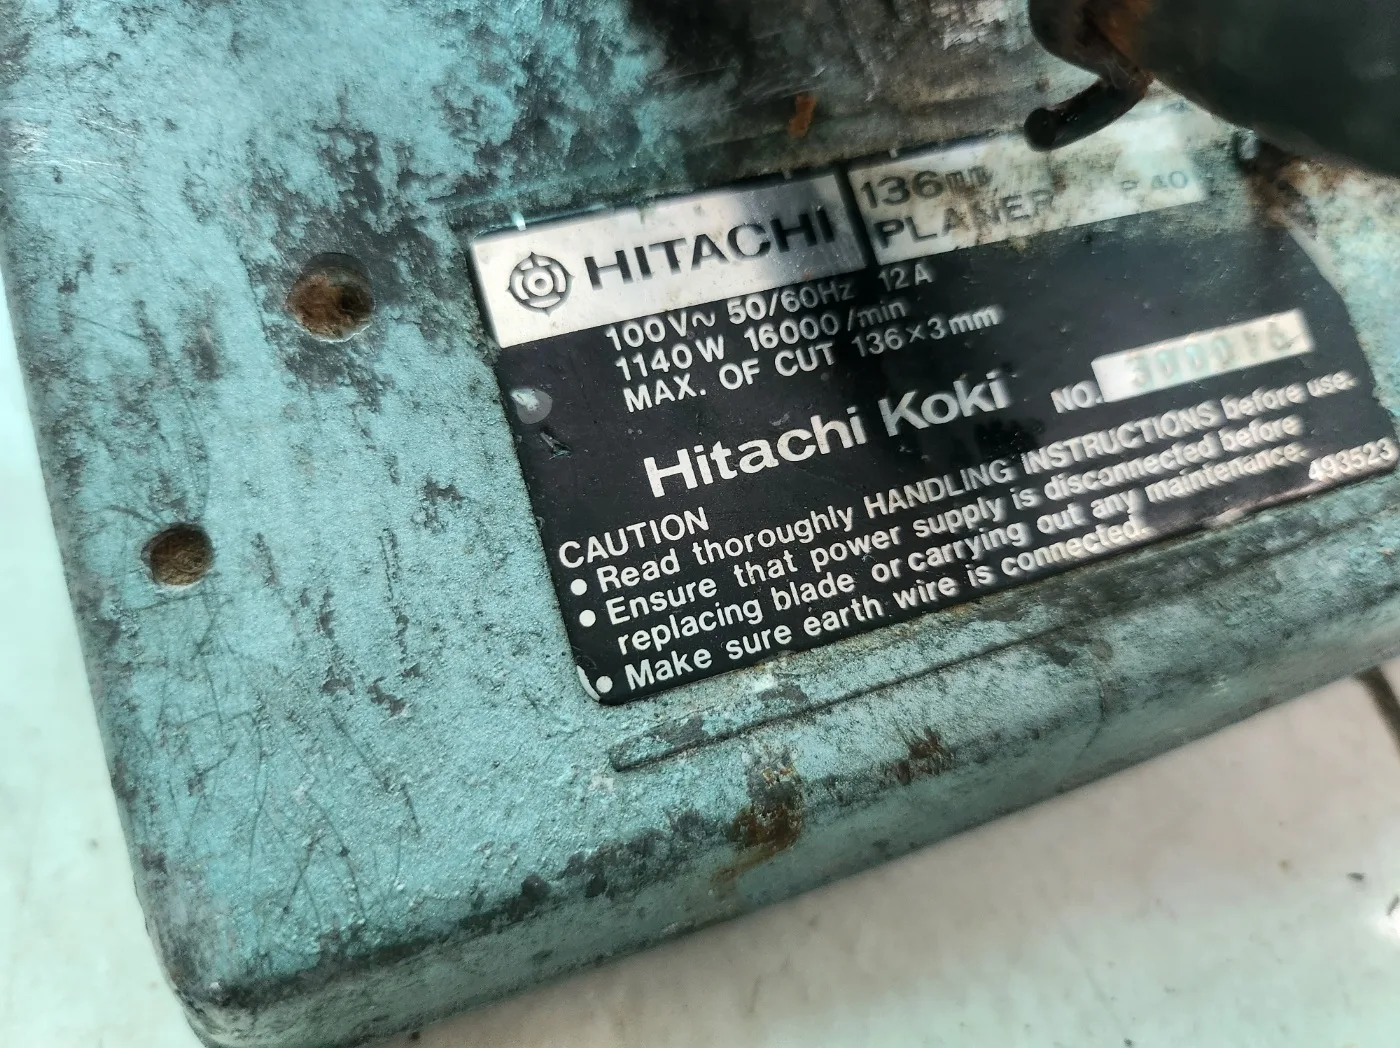 HITACHI
136mm
PLANER P 40
100V~ 50/60Hz 12A
1140W 16000/min
MAX. OF CUT 136×3mm
Hitachi Koki NO.
CAUTION
• Read thoroughly HANDLING INSTRUCTIONS before use.
• Ensure that power supply is disconnected before
replacing blade or carrying out any maintenance.
• Make sure earth wire is connected.
493523